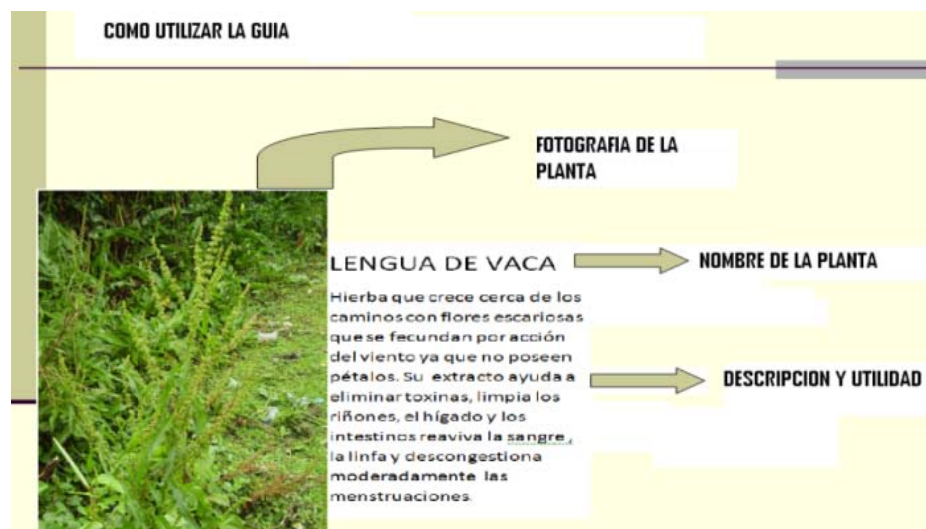 COMO UTILIZAR LA GUIA
FOTOGRAFIA DE LA
PLANTA
LENGUA DE VACA
NOMBRE DE LA PLANTA
Hierba que crece cerca de los
caminos con flores escariosas
que se fecundan por acción
del viento ya que no poseen
pétalos. Su extracto ayuda a
eliminar toxinas, limpia los
riñones, el hígado y los
intestinos reaviva la sangre,
la linfa y descongestiona
moderadamente las
menstruaciones.
DESCRIPCION Y UTILIDAD